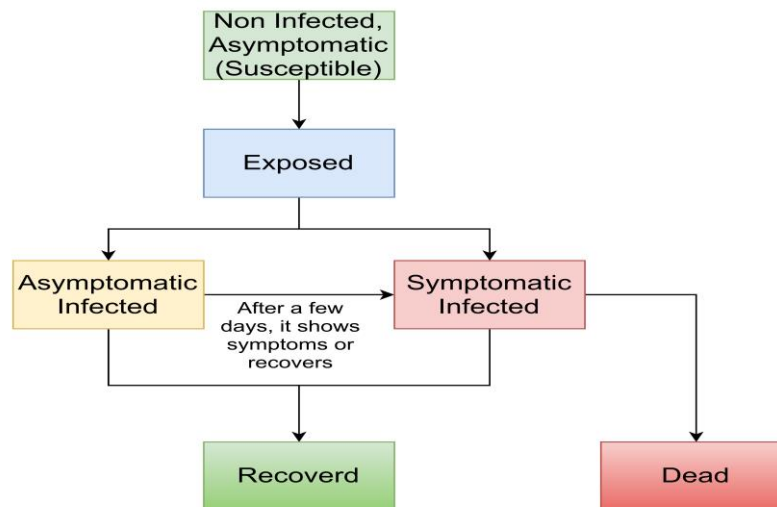 Non Infected,
Asymptomatic
(Susceptible)
Exposed
Asymptomatic
Infected
Symptomatic
Infected
After a few
days, it shows
symptoms or
recovers
Recoverd
Dead